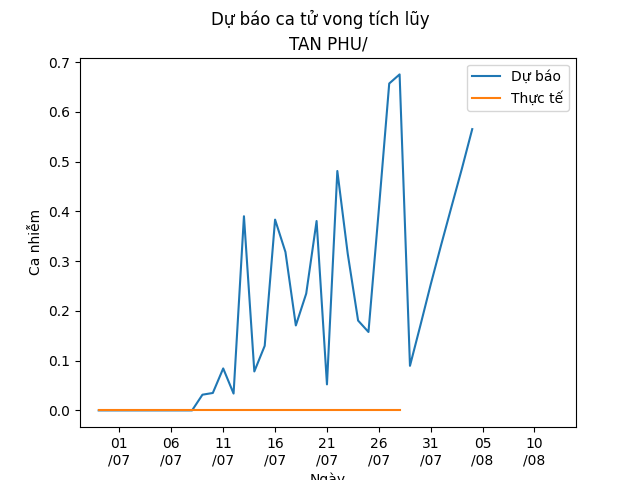 Dự báo ca tử vong tích lũy
TAN PHU/
Dự báo
Thực tế
Ca nhiễm
0.7
0.6
0.5
0.4
0.3
0.2
0.1
0.0
01 06 11 16 21 26 31 05 10
/07 /07 /07 /07 /07 /07 /07 /08 /08
Ngày